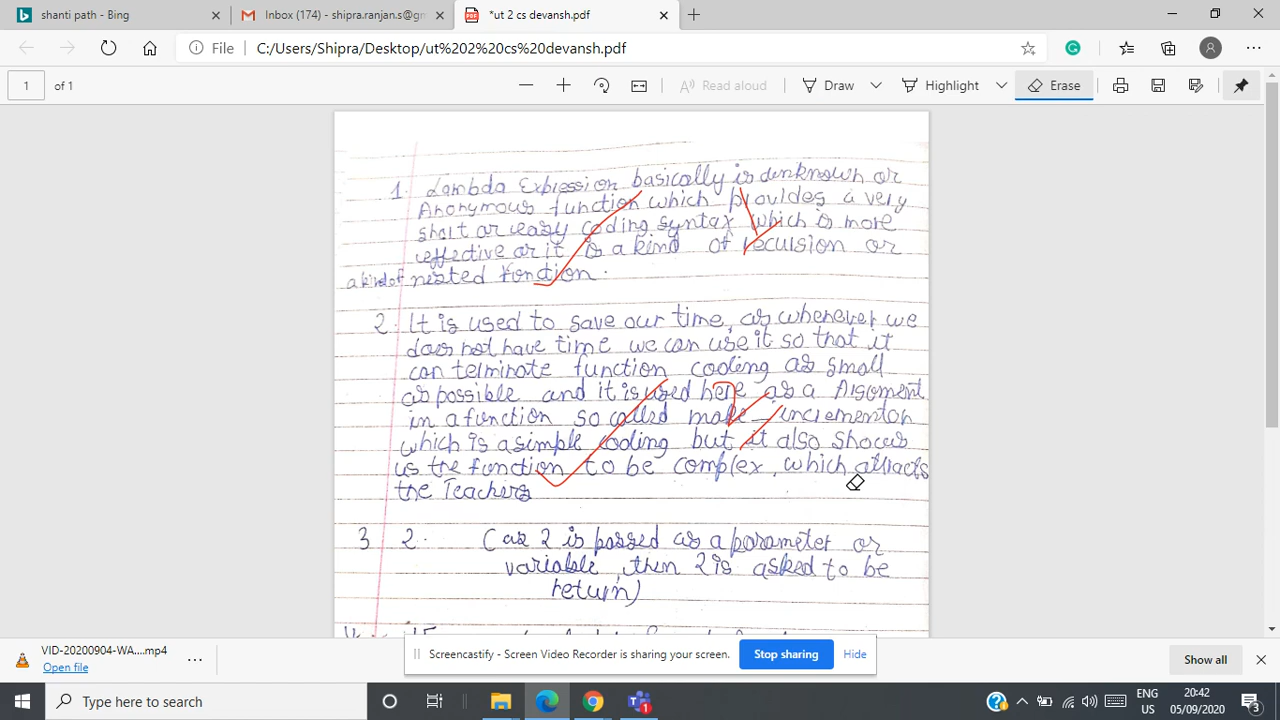 shanti path - Bing
Inbox (174) - shipra.ranjan.s@gm
*ut 2 cs devansh.pdf
File C:/Users/Shipra/Desktop/ut%202%20cs%20devansh.pdf
1 of 1 Read aloud Draw Highlight Erase
1. Lambda Expression basically is or
Anonymous function which provides a very
short or easy coding syntax which is more
effective or it is a kind of recursion or
a kind of nested function.
2. It is used to save our time, as whenever we
does not have time we can use it so that it
can terminate function cooling as small
as possible and it is used here as a Argoment
in a function so called make_incrementor
which is a simple coding but it also shows
us the function to be complex, which attracts
the Teachers
3 2. (as 2 is passed as a parameter or
variable, then 2 is asked to be
return)
VID-20200904-WA....mp4
Open file
Screencastify - Screen Video Recorder is sharing your screen. Stop sharing Hide
Show all
Type here to search
ENG
US
20:42
05/09/2020